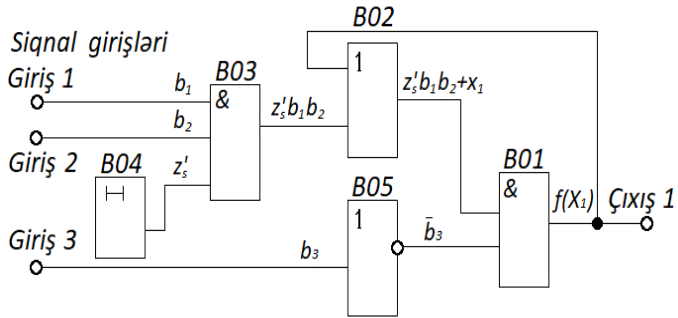 B02
Siqnal girişləri
Giriş 1
b₁
B03
&
1
z'ₛb₁b₂+x₁
z'ₛb₁b₂
b₂
Giriş 2
B04
z'ₛ
B05
B01
&
f(X₁)
Çıxış 1
1
b̄₃
Giriş 3
b₃